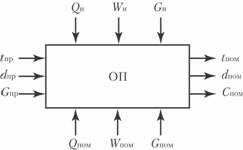 Qн Wн Gн
tпр tпом
dпр ОП dпом
Gпр Cпом
Qпом Wпом Gпом